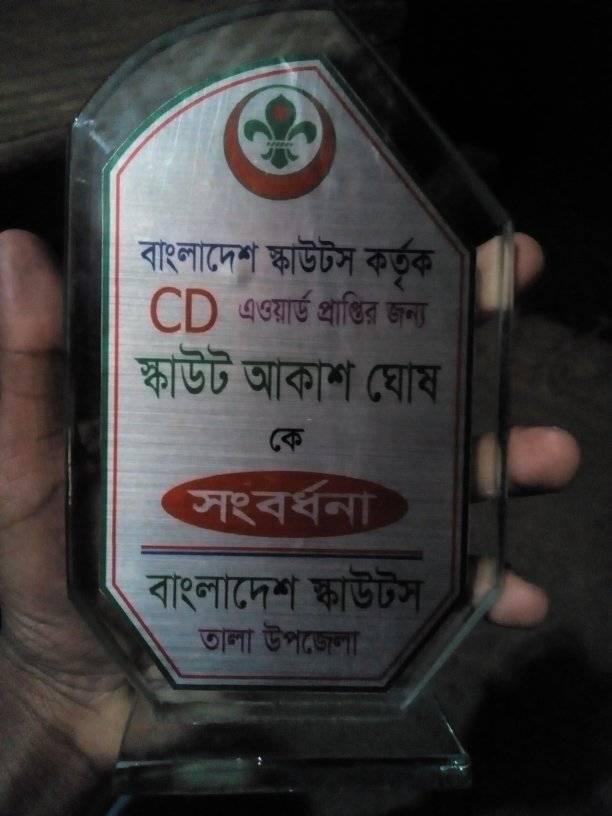 বাংলাদেশ স্কাউটস কর্তৃক
CD এওয়ার্ড প্রাপ্তির জন্য
স্কাউট আকাশ ঘোষ
কে
সংবর্ধনা
বাংলাদেশ স্কাউটস
তালা উপজেলা